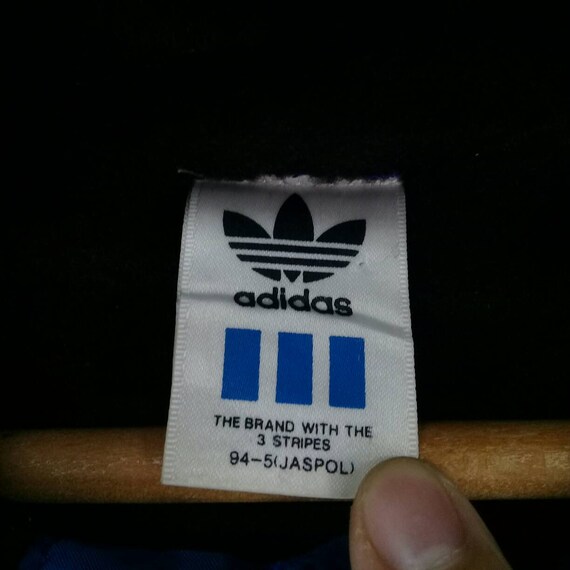 adidas
THE BRAND WITH THE
3 STRIPES
94-5(JASPOL)